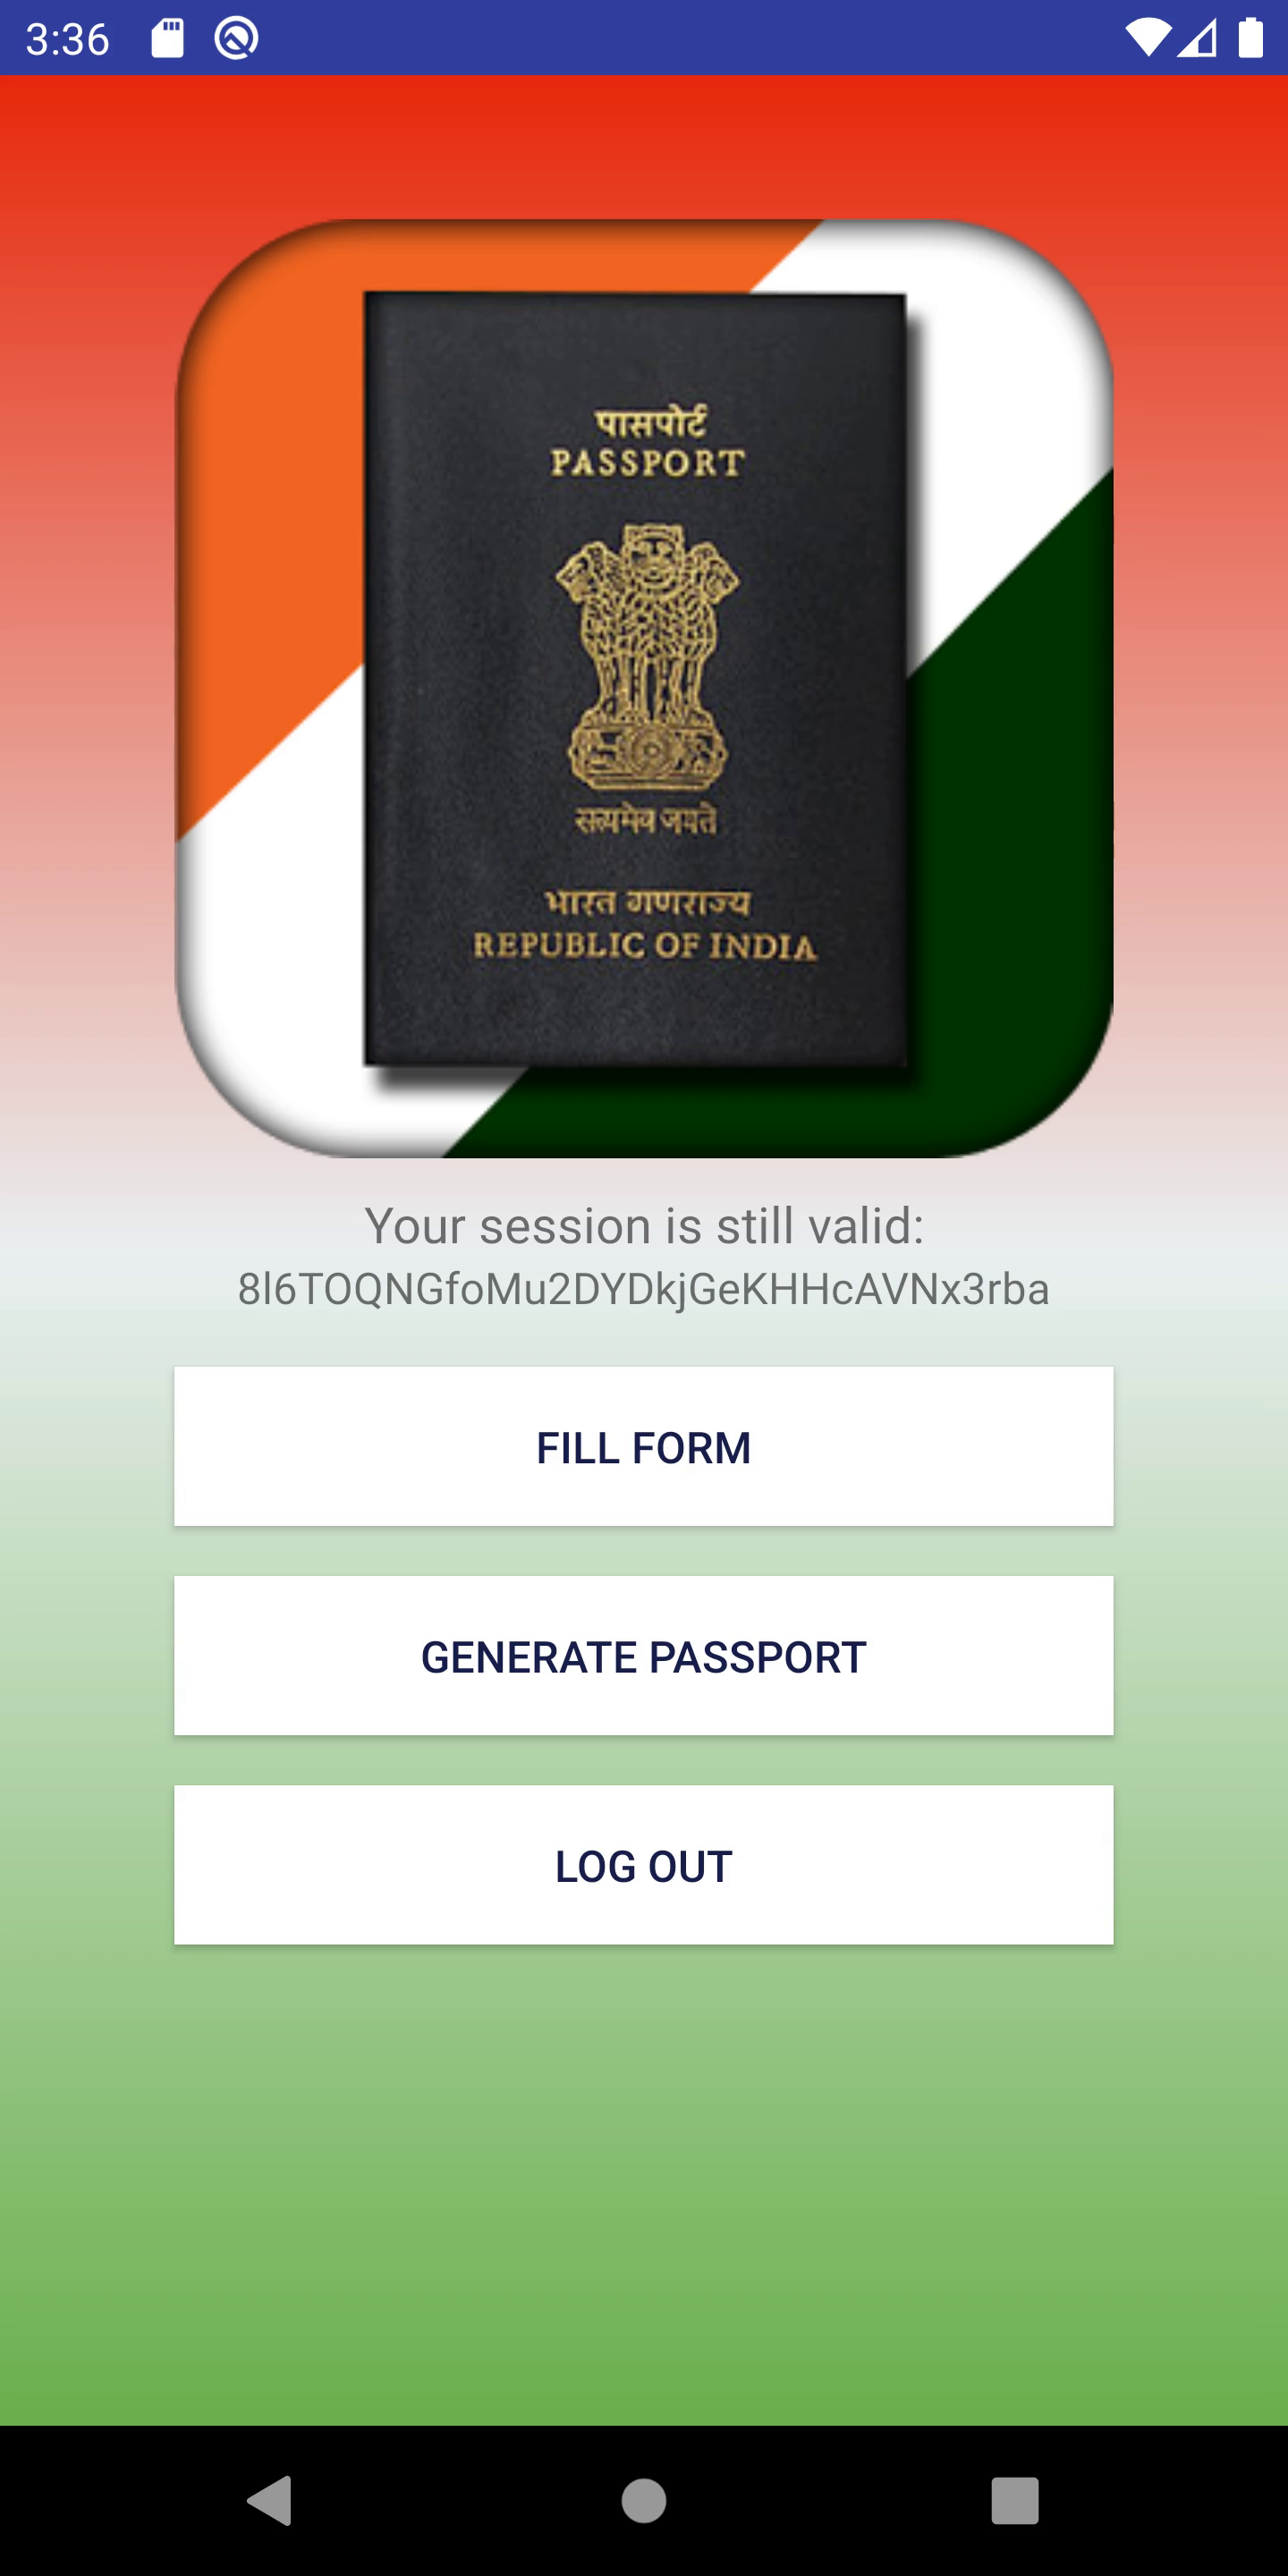 3:36
पासपोर्ट
PASSPORT
सत्यमेव जयते
भारत गणराज्य
REPUBLIC OF INDIA
Your session is still valid:
8l6TOQNGfoMu2DYDkjGeKHHcAVNx3rba
FILL FORM
GENERATE PASSPORT
LOG OUT